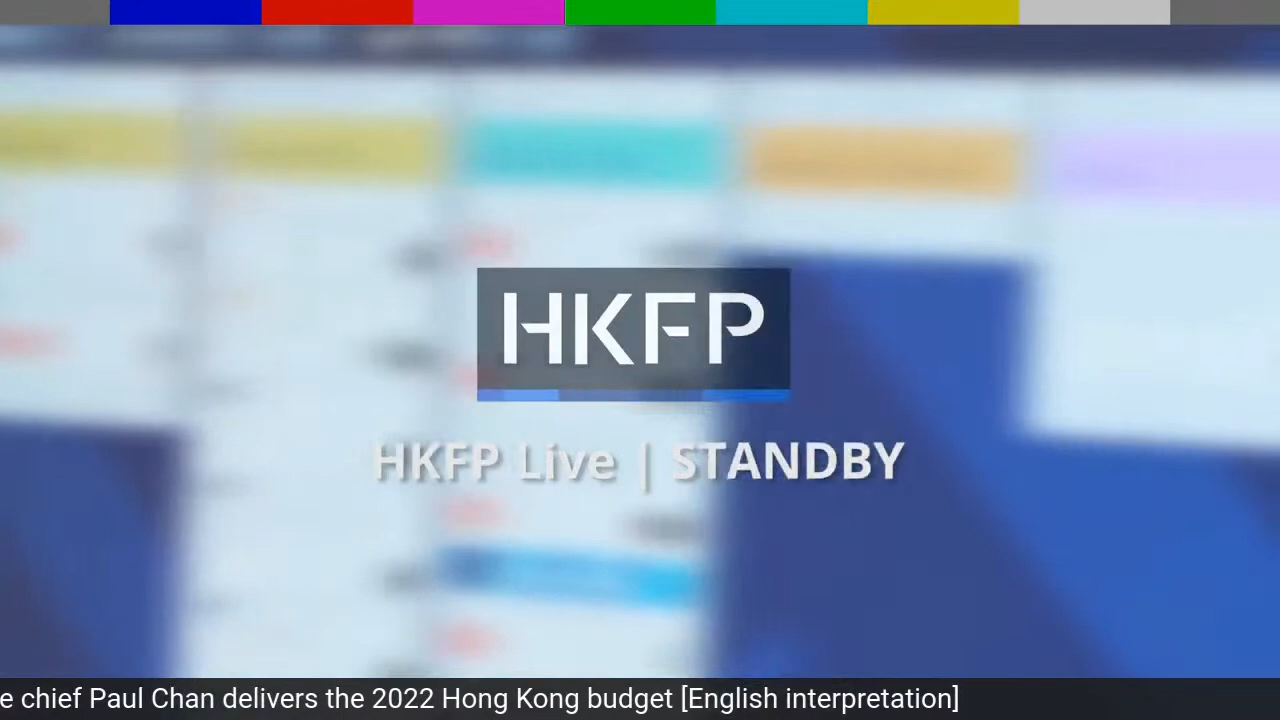 HKFP
HKFP Live | STANDBY
e chief Paul Chan delivers the 2022 Hong Kong budget [English interpretation]